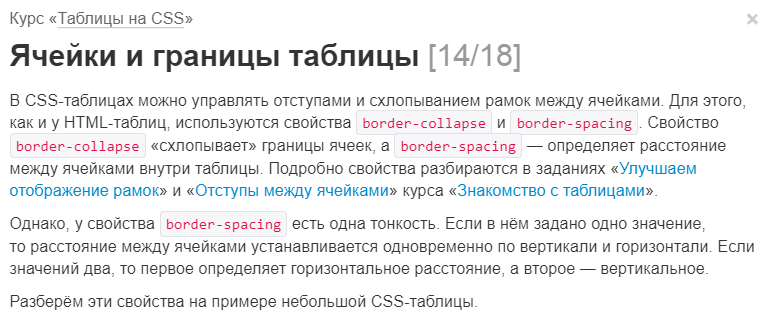 Курс «Таблицы на CSS»
×
Ячейки и границы таблицы [14/18]
В CSS-таблицах можно управлять отступами и схлопыванием рамок между ячейками. Для этого,
как и у HTML-таблиц, используются свойства border-collapse и border-spacing. Свойство
border-collapse «схлопывает» границы ячеек, а border-spacing — определяет расстояние
между ячейками внутри таблицы. Подробно свойства разбираются в заданиях «Улучшаем
отображение рамок» и «Отступы между ячейками» курса «Знакомство с таблицами».
Однако, у свойства border-spacing есть одна тонкость. Если в нём задано одно значение,
то расстояние между ячейками устанавливается одновременно по вертикали и горизонтали. Если
значений два, то первое определяет горизонтальное расстояние, а второе — вертикальное.
Разберём эти свойства на примере небольшой CSS-таблицы.